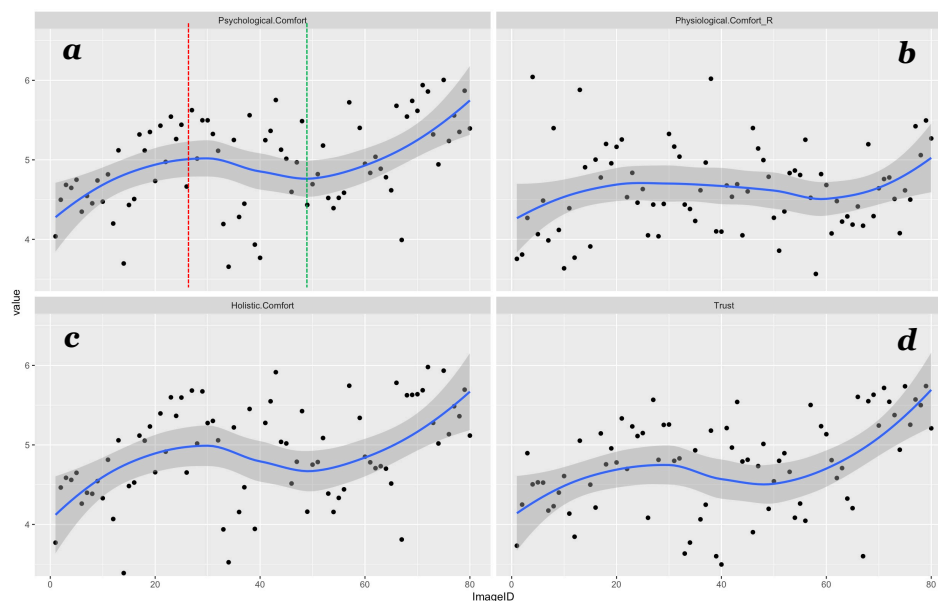 Psychological.Comfort
Physiological.Comfort_R
a
b
6
5
4
value
Holistic.Comfort
Trust
c
d
6
5
4
0
20
40
60
80
0
20
40
60
80
ImageID